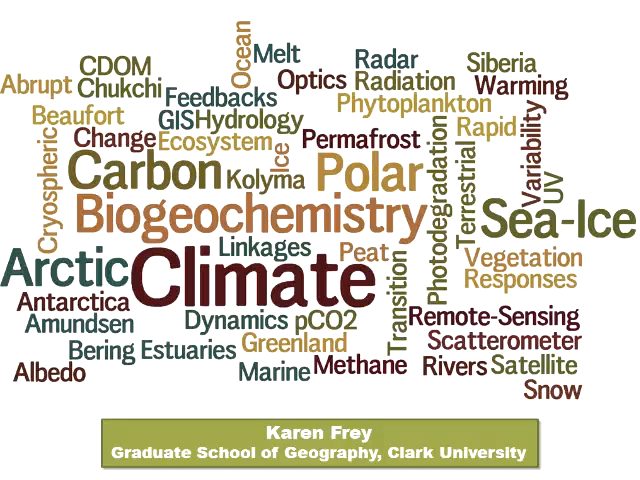 Ocean
Melt
Radar
Siberia
CDOM
Abrupt
Chukchi
Feedbacks
Optics
Radiation
Warming
Phytoplankton
Beaufort
GIS
Hydrology
Rapid
Variability
Change
Ecosystem
Permafrost
Cryospheric
Ice
Photodegradation
Terrestrial
UV
Carbon
Kolyma
Polar
Biogeochemistry
Sea-Ice
Linkages
Peat
Vegetation
Arctic
Climate
Transition
Responses
Antarctica
Amundsen
Dynamics
pCO2
Remote-Sensing
Bering
Estuaries
Greenland
Scatterometer
Albedo
Marine
Methane
Rivers
Satellite
Snow
Karen Frey
Graduate School of Geography, Clark University